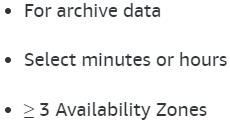 • For archive data
• Select minutes or hours
• ≥ 3 Availability Zones